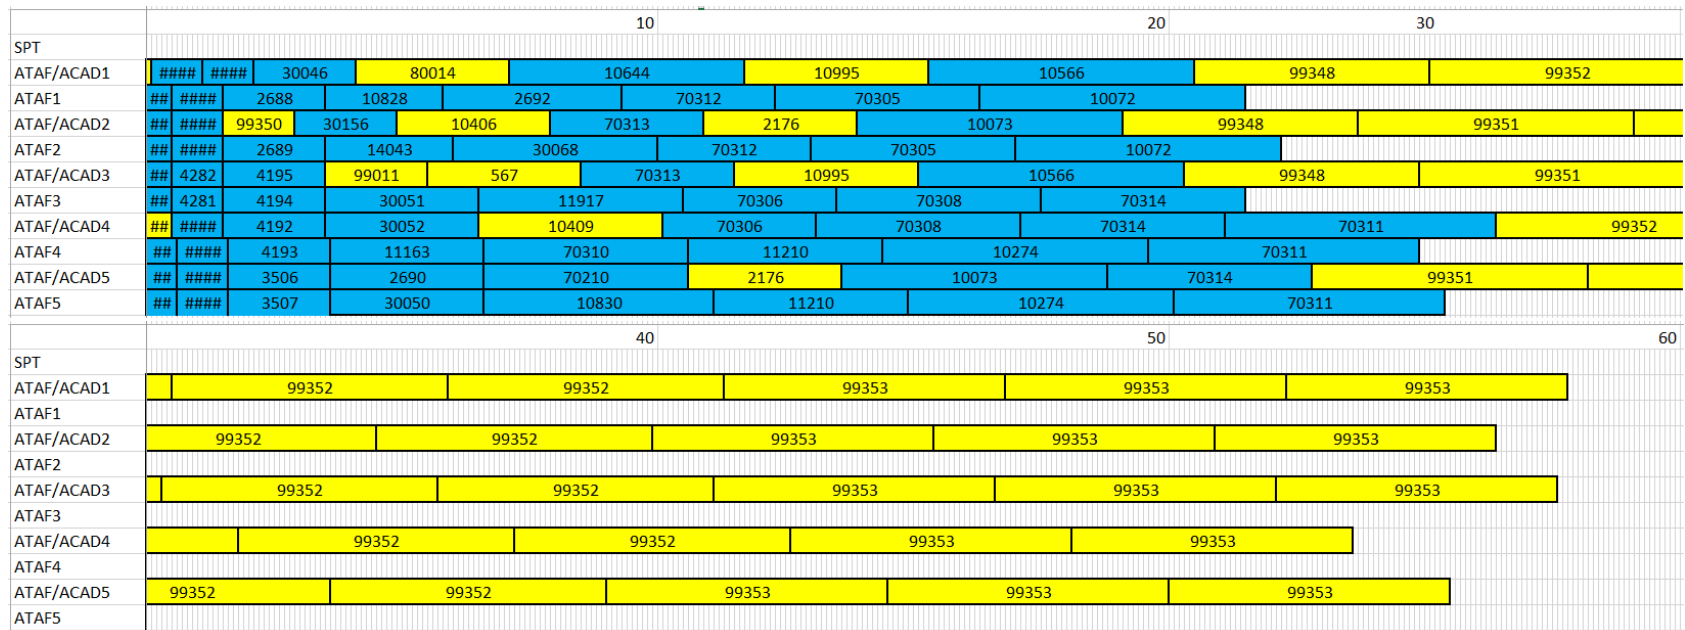 10 20 30
SPT
ATAF/ACAD1 #### #### 30046 80014 10644 10995 10566 99348 99352
ATAF1 ## #### 2688 10828 2692 70312 70305 10072
ATAF/ACAD2 ## #### 99350 30156 10406 70313 2176 10073 99348 99351
ATAF2 ## #### 2689 14043 30068 70312 70305 10072
ATAF/ACAD3 ## 4282 4195 99011 567 70313 10995 10566 99348 99351
ATAF3 ## 4281 4194 30051 11917 70306 70308 70314
ATAF/ACAD4 ## #### 4192 30052 10409 70306 70308 70314 70311 99352
ATAF4 ## #### 4193 11163 70310 11210 10274 70311
ATAF/ACAD5 ## #### 3506 2690 70210 2176 10073 70314 99351
ATAF5 ## #### 3507 30050 10830 11210 10274 70311
40 50 60
SPT
ATAF/ACAD1 99352 99352 99353 99353 99353
ATAF1
ATAF/ACAD2 99352 99352 99353 99353 99353
ATAF2
ATAF/ACAD3 99352 99352 99353 99353 99353
ATAF3
ATAF/ACAD4 99352 99352 99353 99353
ATAF4
ATAF/ACAD5 99352 99352 99353 99353 99353
ATAF5